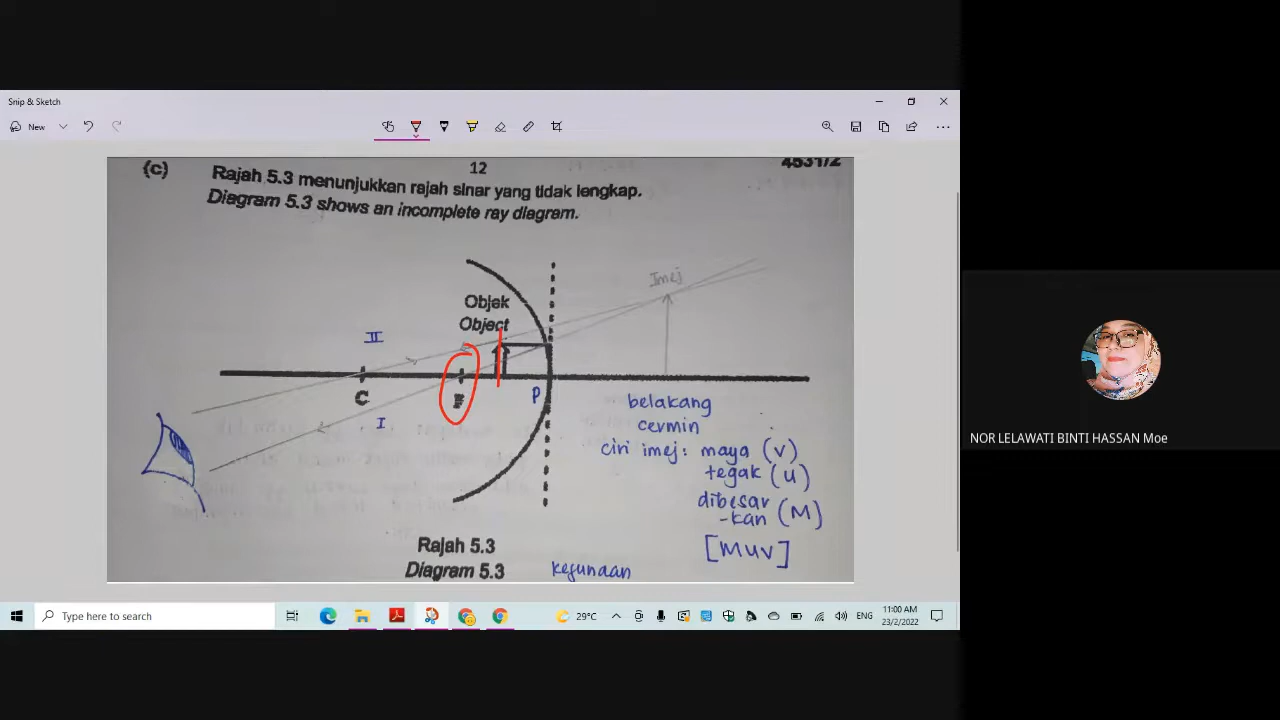 Snip & Sketch
New
(c)
12
4531/2
Rajah 5.3 menunjukkan rajah sinar yang tidak lengkap.
Diagram 5.3 shows an incomplete ray diagram.
Imej
Objek
Object
II
C
F
P
I
belakang
cermin
ciri imej: maya (V)
tegak (U)
dibesar
-kan (M)
[MUV]
Rajah 5.3
Diagram 5.3
kegunaan
NOR LELAWATI BINTI HASSAN Moe
Type here to search
29°C
ENG
11:00 AM
23/2/2022